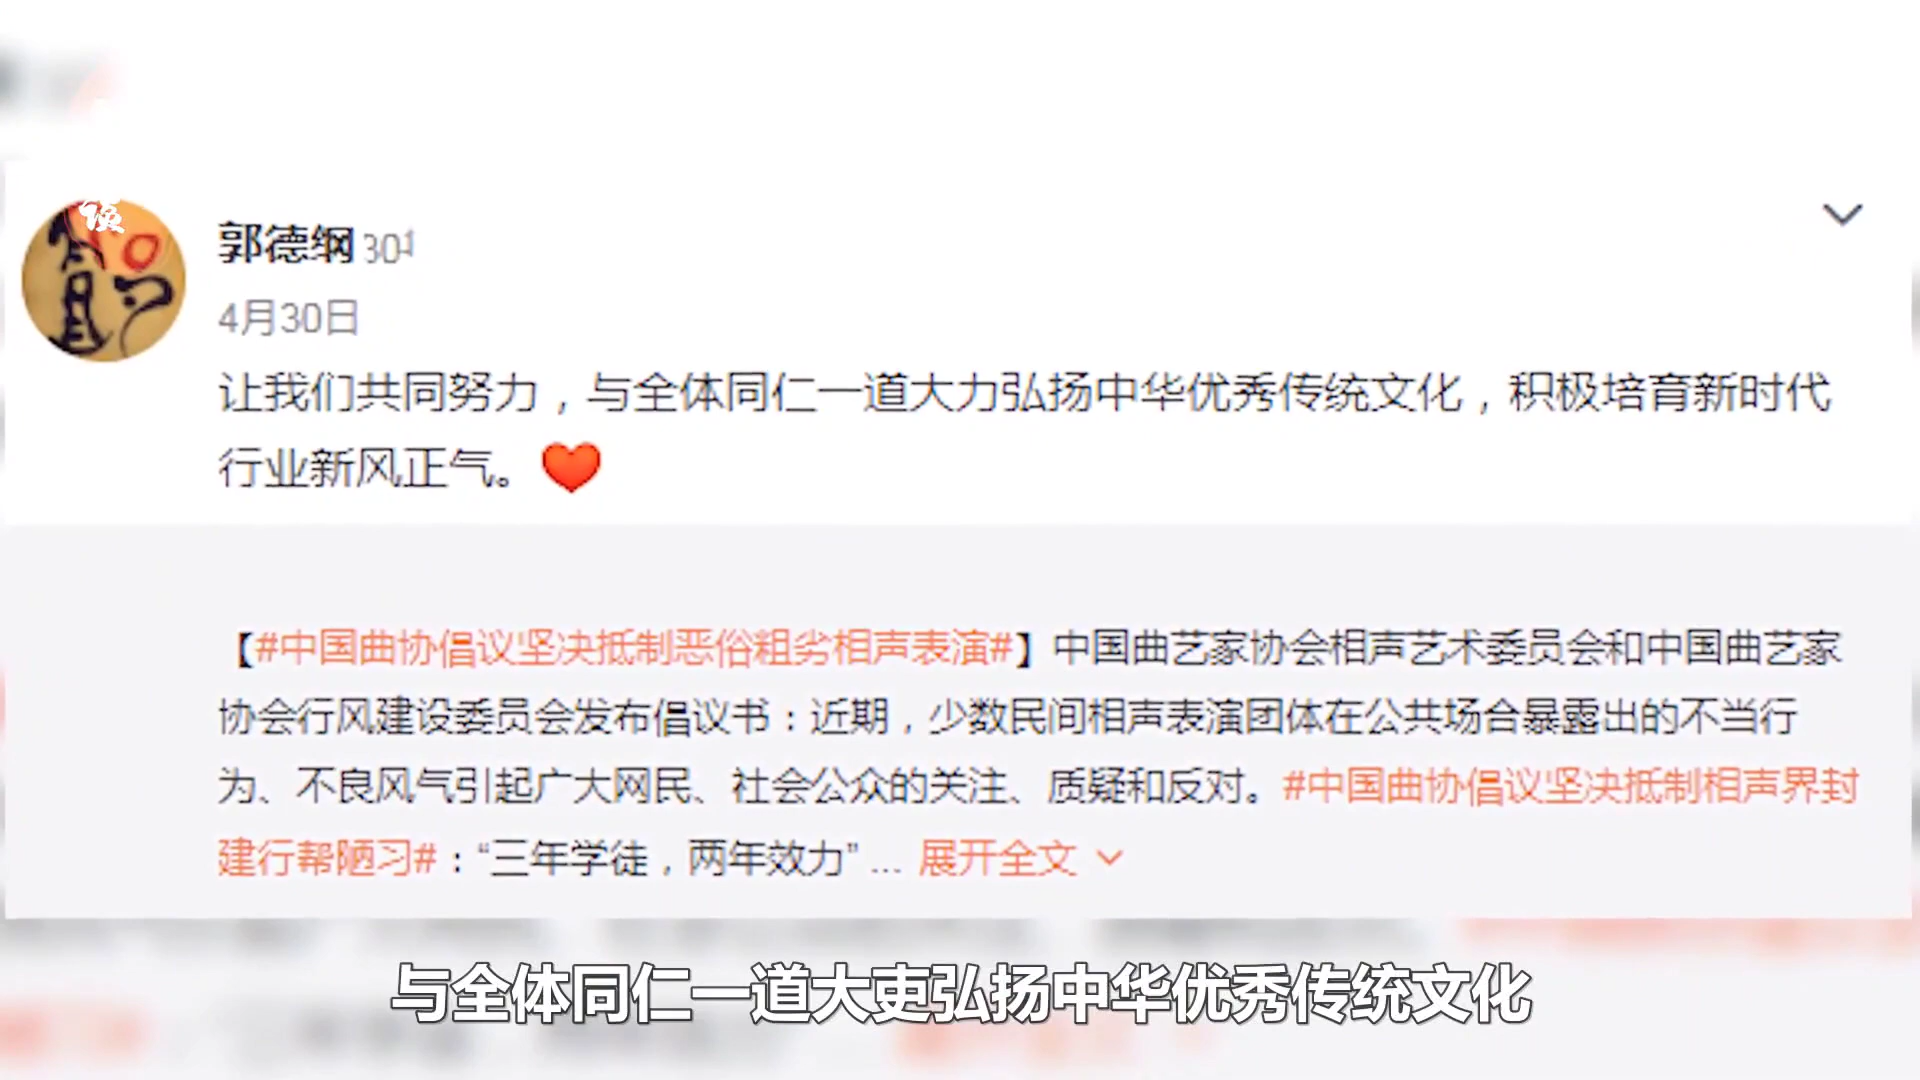 郭德纲
4月30日
让我们共同努力，与全体同仁一道大力弘扬中华优秀传统文化，积极培育新时代
行业新风正气。
【#中国曲协倡议坚决抵制恶俗粗劣相声表演#】中国曲艺家协会相声艺术委员会和中国曲艺家
协会行风建设委员会发布倡议书：近期，少数民间相声表演团体在公共场合暴露出的不当行
为、不良风气引起广大网民、社会公众的关注、质疑和反对。#中国曲协倡议坚决抵制相声界封
建行帮陋习#：“三年学徒，两年效力” ... 展开全文
与全体同仁一道大吏弘扬中华优秀传统文化